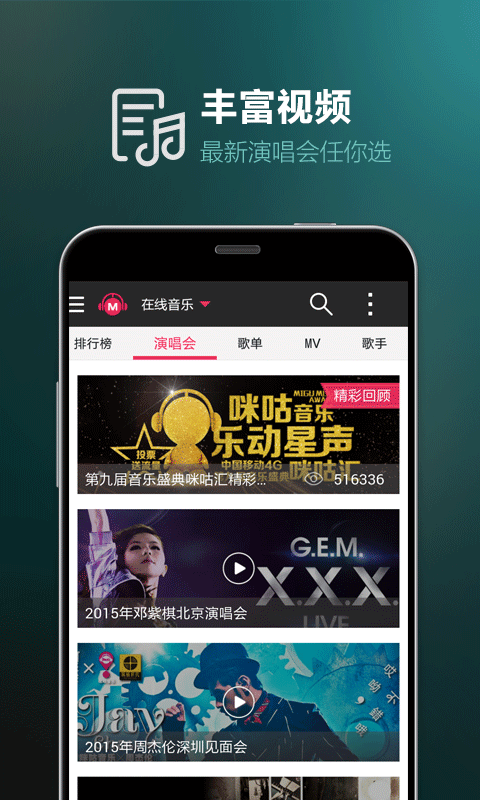 丰富视频
最新演唱会任你选
M
在线音乐
排行榜 演唱会 歌单 MV 歌手
精彩回顾
咪咕音乐
乐动星声
投票
送流量
中国移动4G
咪咕汇
第九届音乐盛典咪咕汇精彩... 516336
G.E.M.
X.X.X.
LIVE
2015年邓紫棋北京演唱会
哎呦不错
Jay
2015年周杰伦深圳见面会